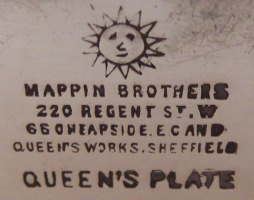 MAPPIN BROTHERS
220 REGENT ST. W
66 CHEAPSIDE. E.C AND
QUEEN'S WORKS. SHEFFIELD
QUEEN'S PLATE